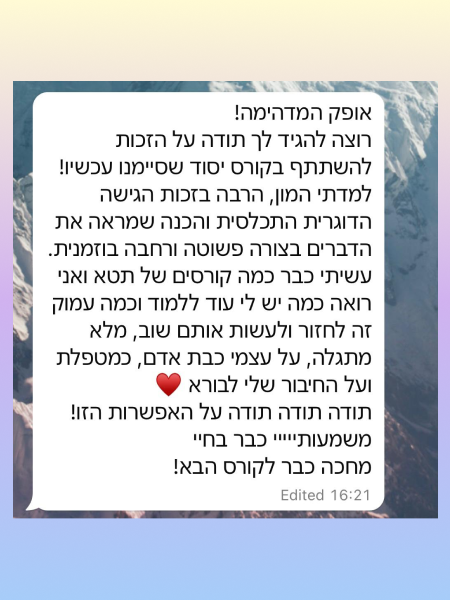 אופק המדהימה!
רוצה להגיד לך תודה על הזכות
להשתתף בקורס יסוד שסיימנו עכשיו!
למדתי המון, הרבה בזכות הגישה
הדוגרית התכלסית והכנה שמראה את
הדברים בצורה פשוטה ורחבה בוזמנית.
עשיתי כבר כמה קורסים של תטא ואני
רואה כמה יש לי עוד ללמוד וכמה עמוק
זה לחזור ולעשות אותם שוב, מלא
מתגלה, על עצמי כבת אדם, כמטפלת
ועל החיבור שלי לבורא ♥️
תודה תודה תודה על האפשרות הזו!
משמעותיייייי כבר בחיי
מחכה כבר לקורס הבא!
Edited 16:21